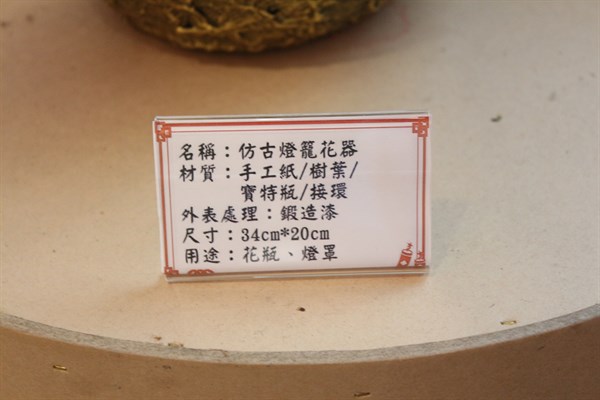 名稱：仿古燈籠花器
材質：手工紙/樹葉/
寶特瓶/接環
外表處理：鍛造漆
尺寸：34cm*20cm
用途：花瓶、燈罩